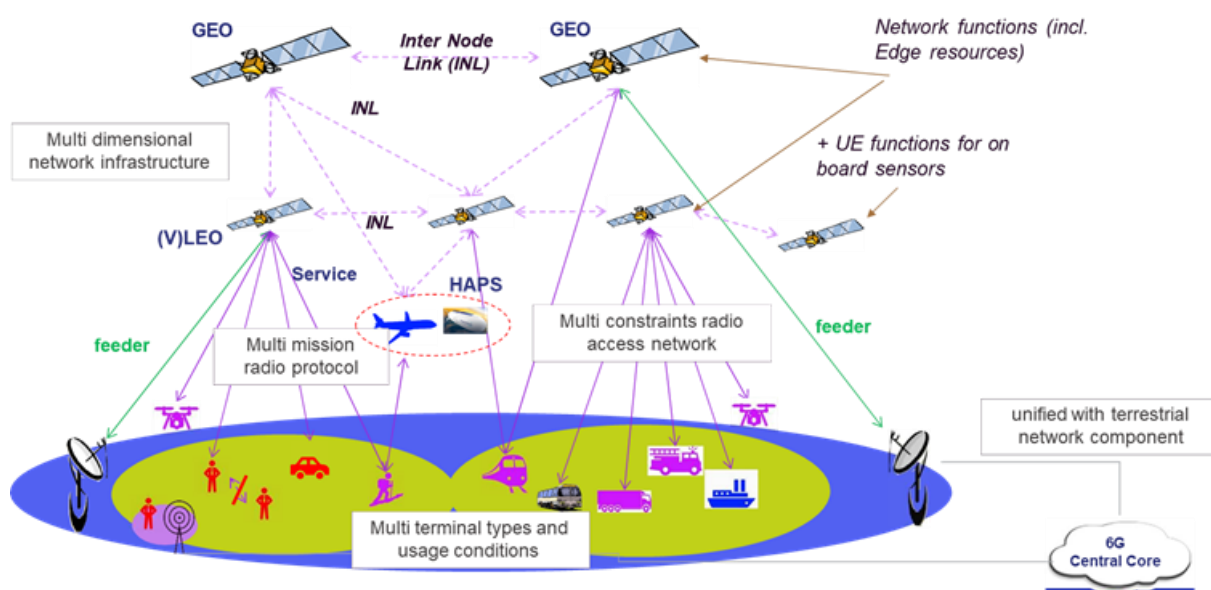 GEO
Inter Node
Link (INL)
GEO
Network functions (incl.
Edge resources)
INL
Multi dimensional
network infrastructure
+ UE functions for on
board sensors
(V)LEO
INL
Service
HAPS
feeder
Multi mission
radio protocol
Multi constraints radio
access network
feeder
unified with terrestrial
network component
Multi terminal types and
usage conditions
6G
Central Core